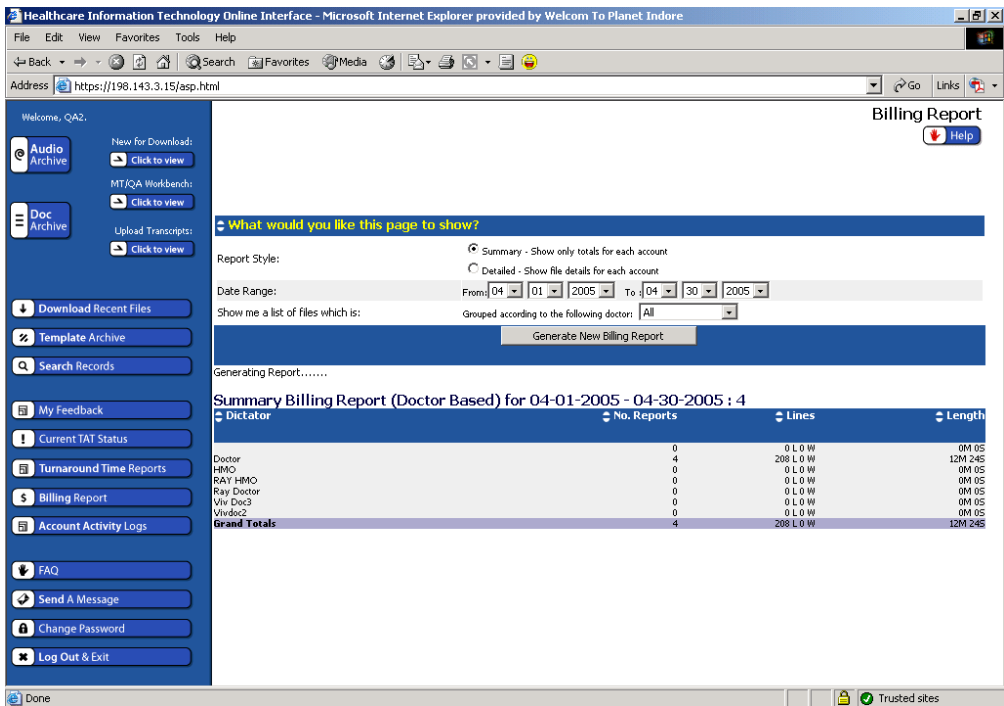 Healthcare Information Technology Online Interface - Microsoft Internet Explorer provided by Welcom To Planet Indore
File Edit View Favorites Tools Help
Back Search Favorites Media
Address https://198.143.3.15/asp.html Go Links
Welcome, QA2.
Audio Archive
New for Download:
Click to view
MT/QA Workbench:
Click to view
Doc Archive
Upload Transcripts:
Click to view
Download Recent Files
Template Archive
Search Records
My Feedback
Current TAT Status
Turnaround Time Reports
Billing Report
Account Activity Logs
FAQ
Send A Message
Change Password
Log Out & Exit
Billing Report
Help
What would you like this page to show?
Report Style:
Summary - Show only totals for each account
Detailed - Show file details for each account
Date Range: From: 04 01 2005 To : 04 30 2005
Show me a list of files which is: Grouped according to the following doctor: All
Generate New Billing Report
Generating Report.......
Summary Billing Report (Doctor Based) for 04-01-2005 - 04-30-2005 : 4
Dictator No. Reports Lines Length
0 0 L 0 W 0M 0S
Doctor 4 208 L 0 W 12M 24S
HMO 0 0 L 0 W 0M 0S
RAY HMO 0 0 L 0 W 0M 0S
Ray Doctor 0 0 L 0 W 0M 0S
Viv Doc3 0 0 L 0 W 0M 0S
Vivdoc2 0 0 L 0 W 0M 0S
Grand Totals 4 208 L 0 W 12M 24S
Done Trusted sites